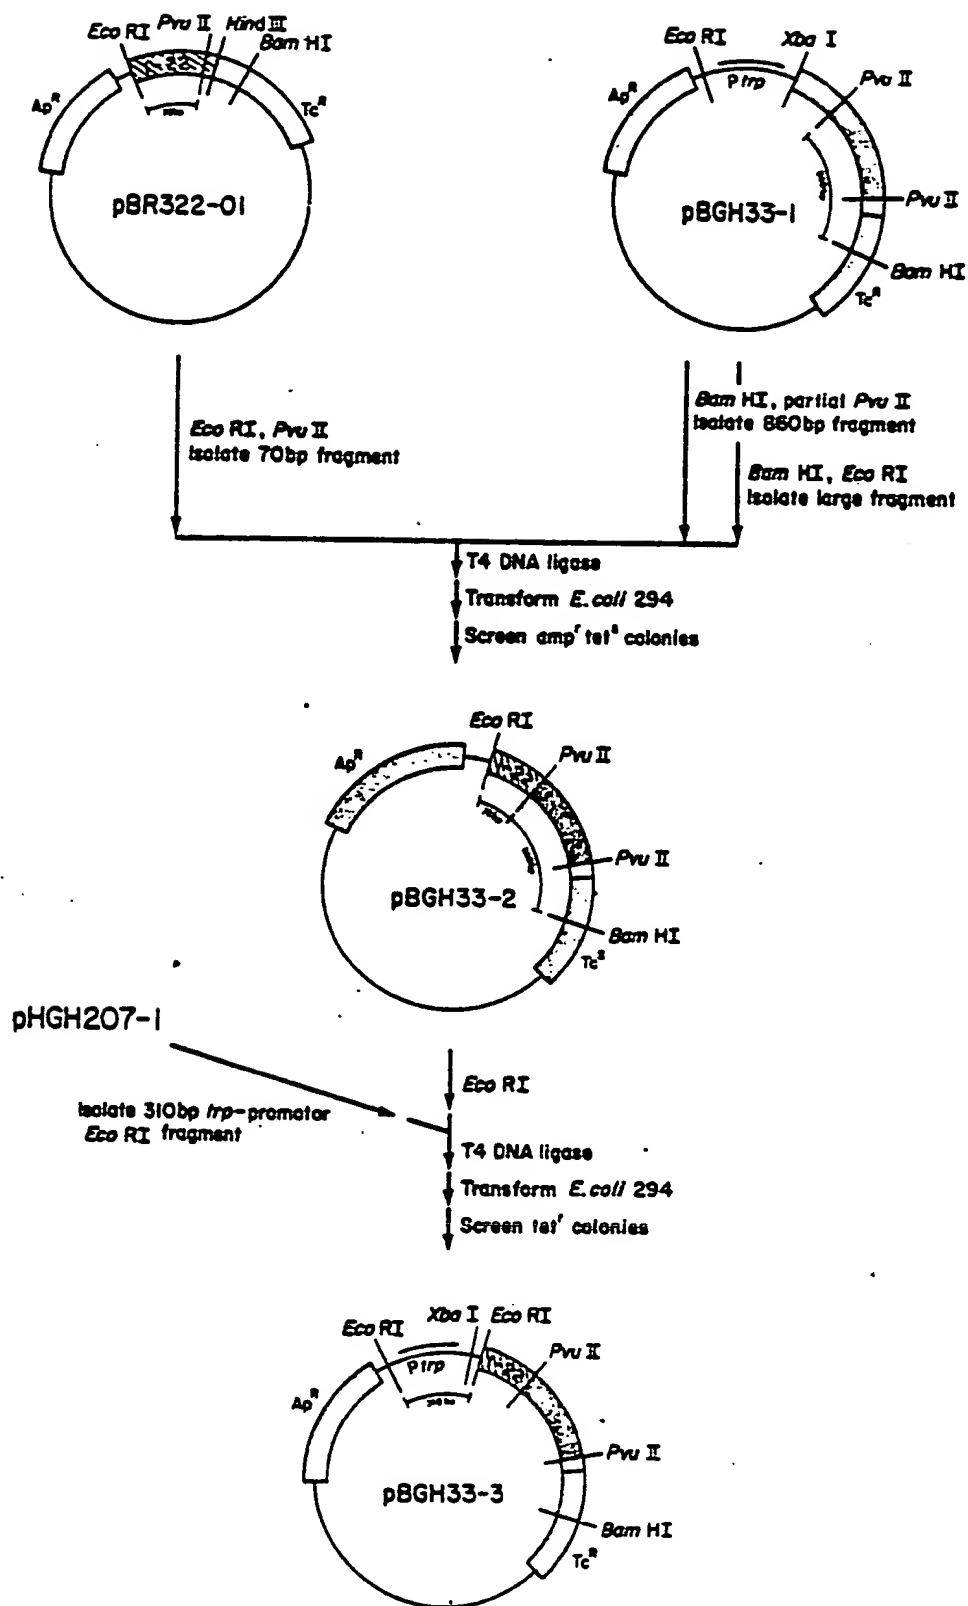 Eco RI
Pvu II
Hind III
Bam HI
Ap^R
Tc^R
pBR322-01
Eco RI
P trp
Xba I
Pvu II
Ap^R
pBGH33-1
Pvu II
Bam HI
Tc^R
Eco RI, Pvu II
Isolate 70bp fragment
Bam HI, partial Pvu II
Isolate 860bp fragment
Bam HI, Eco RI
Isolate large fragment
T4 DNA ligase
Transform E. coli 294
Screen amp^r tet^s colonies
Eco RI
Ap^R
Pvu II
Pvu II
pBGH33-2
Bam HI
Tc^S
pHGH207-1
Eco RI
Isolate 310bp trp-promotor
Eco RI fragment
T4 DNA ligase
Transform E. coli 294
Screen tet^r colonies
Eco RI
P trp
Xba I
Eco RI
Pvu II
Ap^R
Pvu II
pBGH33-3
Bam HI
Tc^R